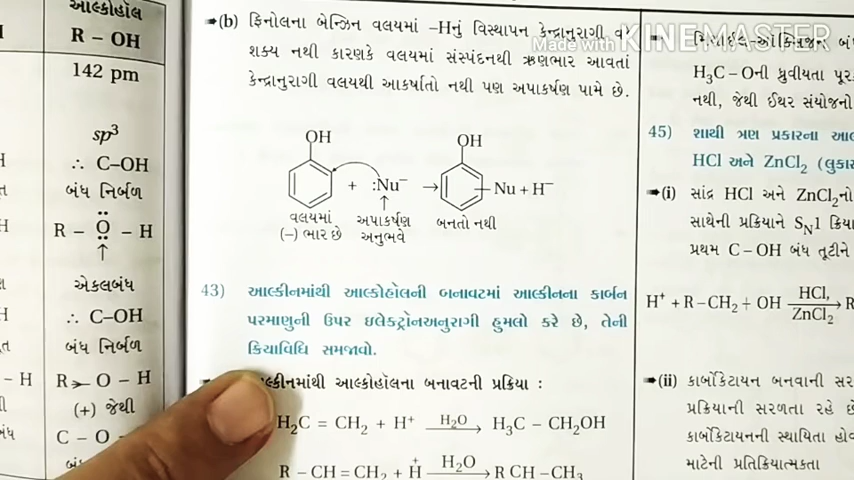 આલ્કોહૉલ
R – OH
142 pm
sp³
∴ C–OH
બંધ નિર્બળ
R – O – H
એકલબંધ
∴ C–OH
બંધ નિર્બળ
R ➤ O – H
(+) જેથી
C – O
(b) ફિનોલના બેન્ઝિન વલયમાં –Hનું વિસ્થાપન કેન્દ્રાનુરાગી
શક્ય નથી કારણકે વલયમાં સંસ્પંદનથી ઋણભાર આવતાં
કેન્દ્રાનુરાગી વલયથી આકર્ષાતો નથી પણ અપાકર્ષણ પામે છે.
OH OH
+ :Nu⁻ → Nu + H⁻
વલયમાં અપાકર્ષણ બનતો નથી
(–) ભાર છે અનુભવે
43) આલ્કીનમાંથી આલ્કોહોલની બનાવટમાં આલ્કીનના કાર્બન
પરમાણુની ઉપર ઇલેક્ટ્રોનઅનુરાગી હુમલો કરે છે, તેની
ક્રિયાવિધિ સમજાવો.
આલ્કીનમાંથી આલ્કોહૉલના બનાવટની પ્રક્રિયા :
H₂C = CH₂ + H⁺ —H₂O→ H₃C – CH₂OH
R – CH = CH₂ + H⁺ —H₂O→ R CH – CH₃
Made with KINEMASTER
H₃C – Oની ધ્રુવીયતા
નથી, જેથી ઈથર સંયોજનો
45) શાથી ત્રણ પ્રકારના
HCl અને ZnCl₂
(i) સાંદ્ર HCl અને ZnCl₂નો
સાથેની પ્રક્રિયાને S_N1
પ્રથમ C – OH બંધ તૂટીને
H⁺ + R – CH₂ + OH —HCl, ZnCl₂→ R
(ii) કાર્બોકેટાયન બનવાની
પ્રક્રિયાની સરળતા રહે
કાર્બોકેટાયનની સ્થાયિતા
માટેની પ્રતિક્રિયાત્મકતા